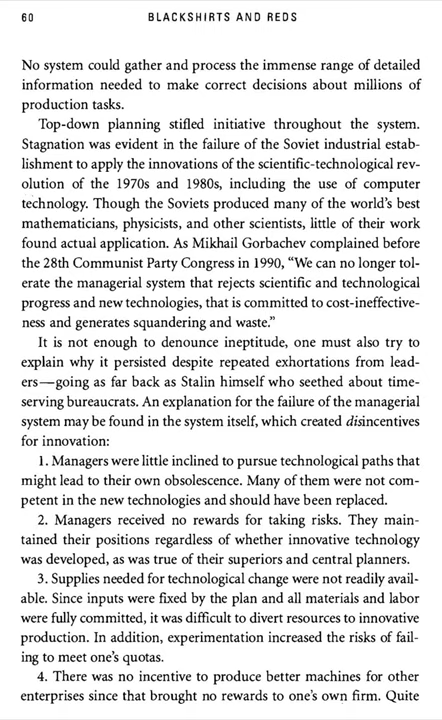 60 BLACKSHIRTS AND REDS
No system could gather and process the immense range of detailed
information needed to make correct decisions about millions of
production tasks.
Top-down planning stifled initiative throughout the system.
Stagnation was evident in the failure of the Soviet industrial estab-
lishment to apply the innovations of the scientific-technological rev-
olution of the 1970s and 1980s, including the use of computer
technology. Though the Soviets produced many of the world's best
mathematicians, physicists, and other scientists, little of their work
found actual application. As Mikhail Gorbachev complained before
the 28th Communist Party Congress in 1990, “We can no longer tol-
erate the managerial system that rejects scientific and technological
progress and new technologies, that is committed to cost-ineffective-
ness and generates squandering and waste.”
It is not enough to denounce ineptitude, one must also try to
explain why it persisted despite repeated exhortations from lead-
ers—going as far back as Stalin himself who seethed about time-
serving bureaucrats. An explanation for the failure of the managerial
system may be found in the system itself, which created disincentives
for innovation:
1. Managers were little inclined to pursue technological paths that
might lead to their own obsolescence. Many of them were not com-
petent in the new technologies and should have been replaced.
2. Managers received no rewards for taking risks. They main-
tained their positions regardless of whether innovative technology
was developed, as was true of their superiors and central planners.
3. Supplies needed for technological change were not readily avail-
able. Since inputs were fixed by the plan and all materials and labor
were fully committed, it was difficult to divert resources to innovative
production. In addition, experimentation increased the risks of fail-
ing to meet one's quotas.
4. There was no incentive to produce better machines for other
enterprises since that brought no rewards to one's own firm. Quite